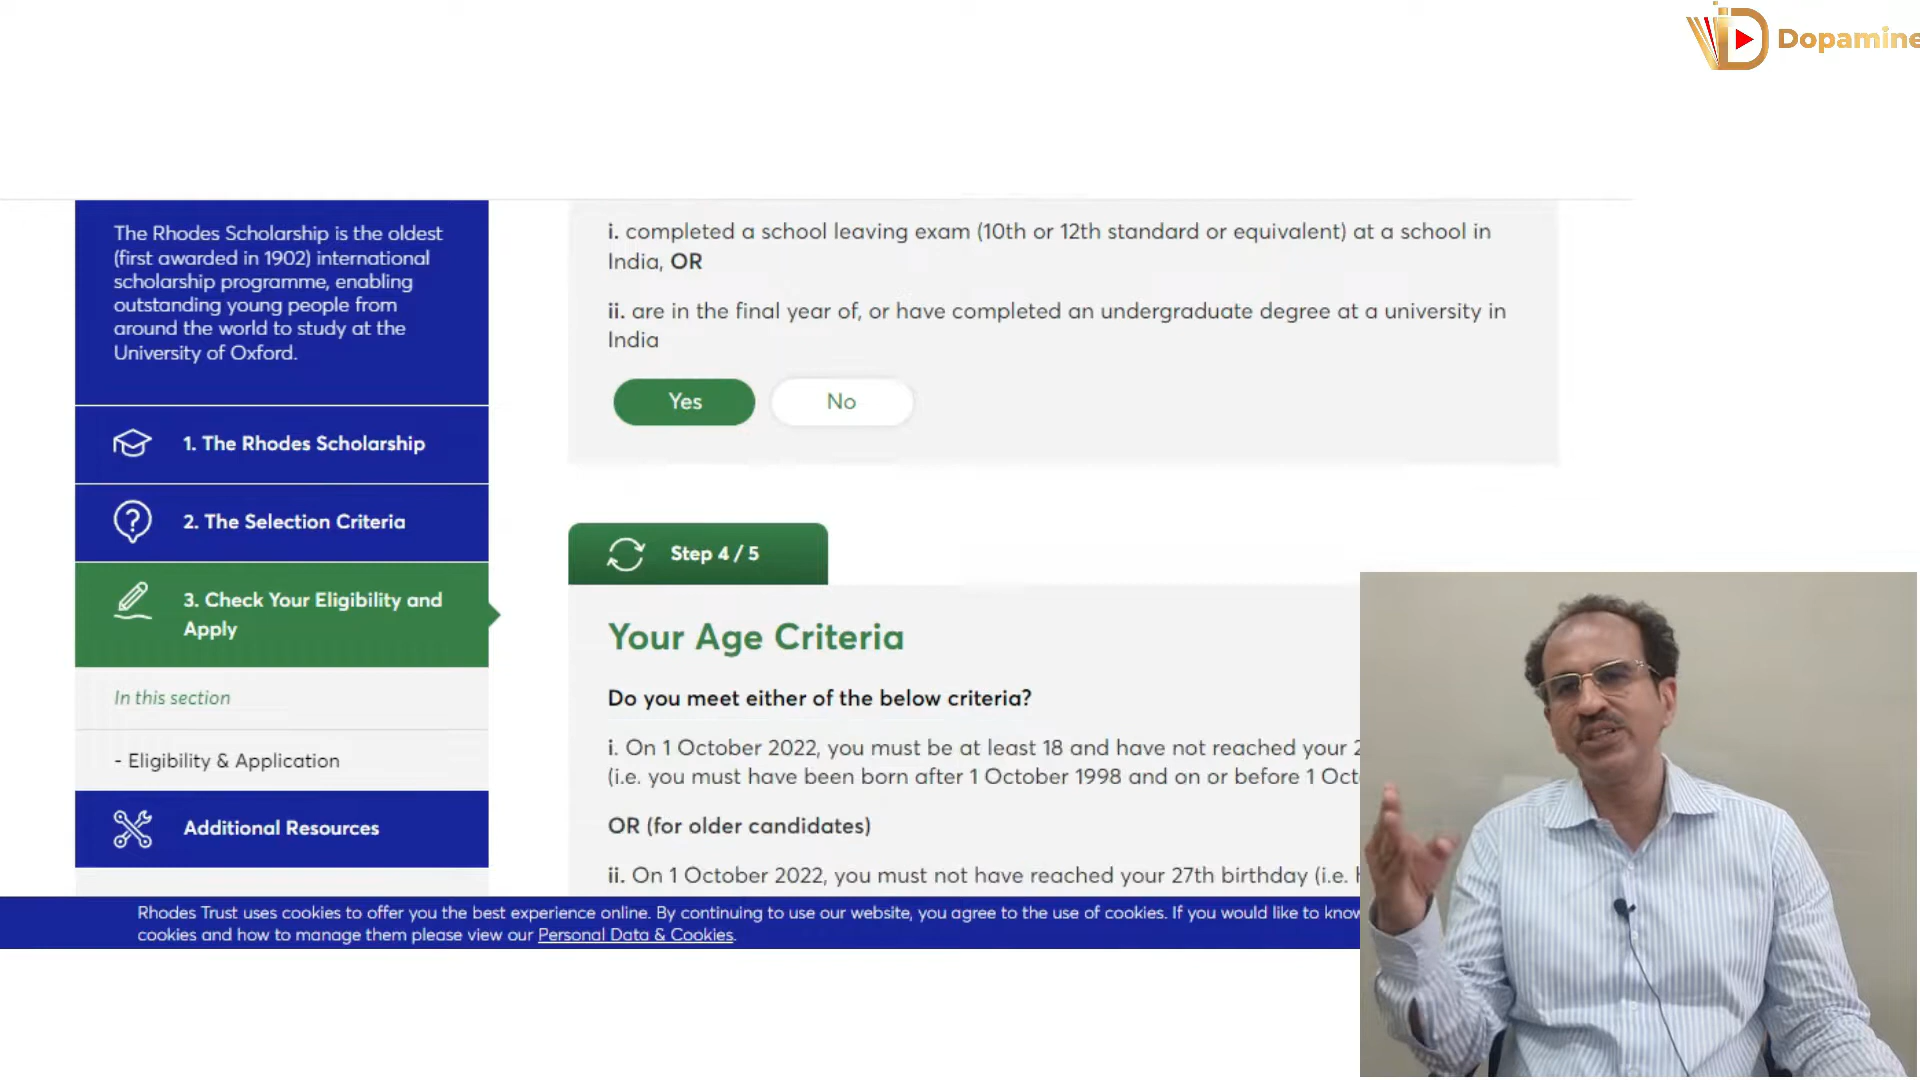 Dopamine
The Rhodes Scholarship is the oldest
(first awarded in 1902) international
scholarship programme, enabling
outstanding young people from
around the world to study at the
University of Oxford.
1. The Rhodes Scholarship
2. The Selection Criteria
3. Check Your Eligibility and
Apply
In this section
- Eligibility & Application
Additional Resources
i. completed a school leaving exam (10th or 12th standard or equivalent) at a school in
India, OR
ii. are in the final year of, or have completed an undergraduate degree at a university in
India
Yes
No
Step 4 / 5
Your Age Criteria
Do you meet either of the below criteria?
i. On 1 October 2022, you must be at least 18 and have not reached your
(i.e. you must have been born after 1 October 1998 and on or before 1 Oct
OR (for older candidates)
ii. On 1 October 2022, you must not have reached your 27th birthday (i.e.
Rhodes Trust uses cookies to offer you the best experience online. By continuing to use our website, you agree to the use of cookies. If you would like to know
cookies and how to manage them please view our Personal Data & Cookies.